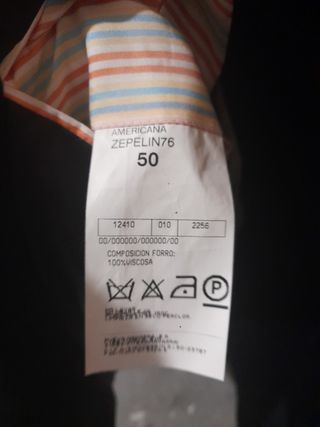 AMERICANA
ZEPELIN76
50
12410 010 2256
00/000000/000000/00
COMPOSICION FORRO:
100%VISCOSA
P